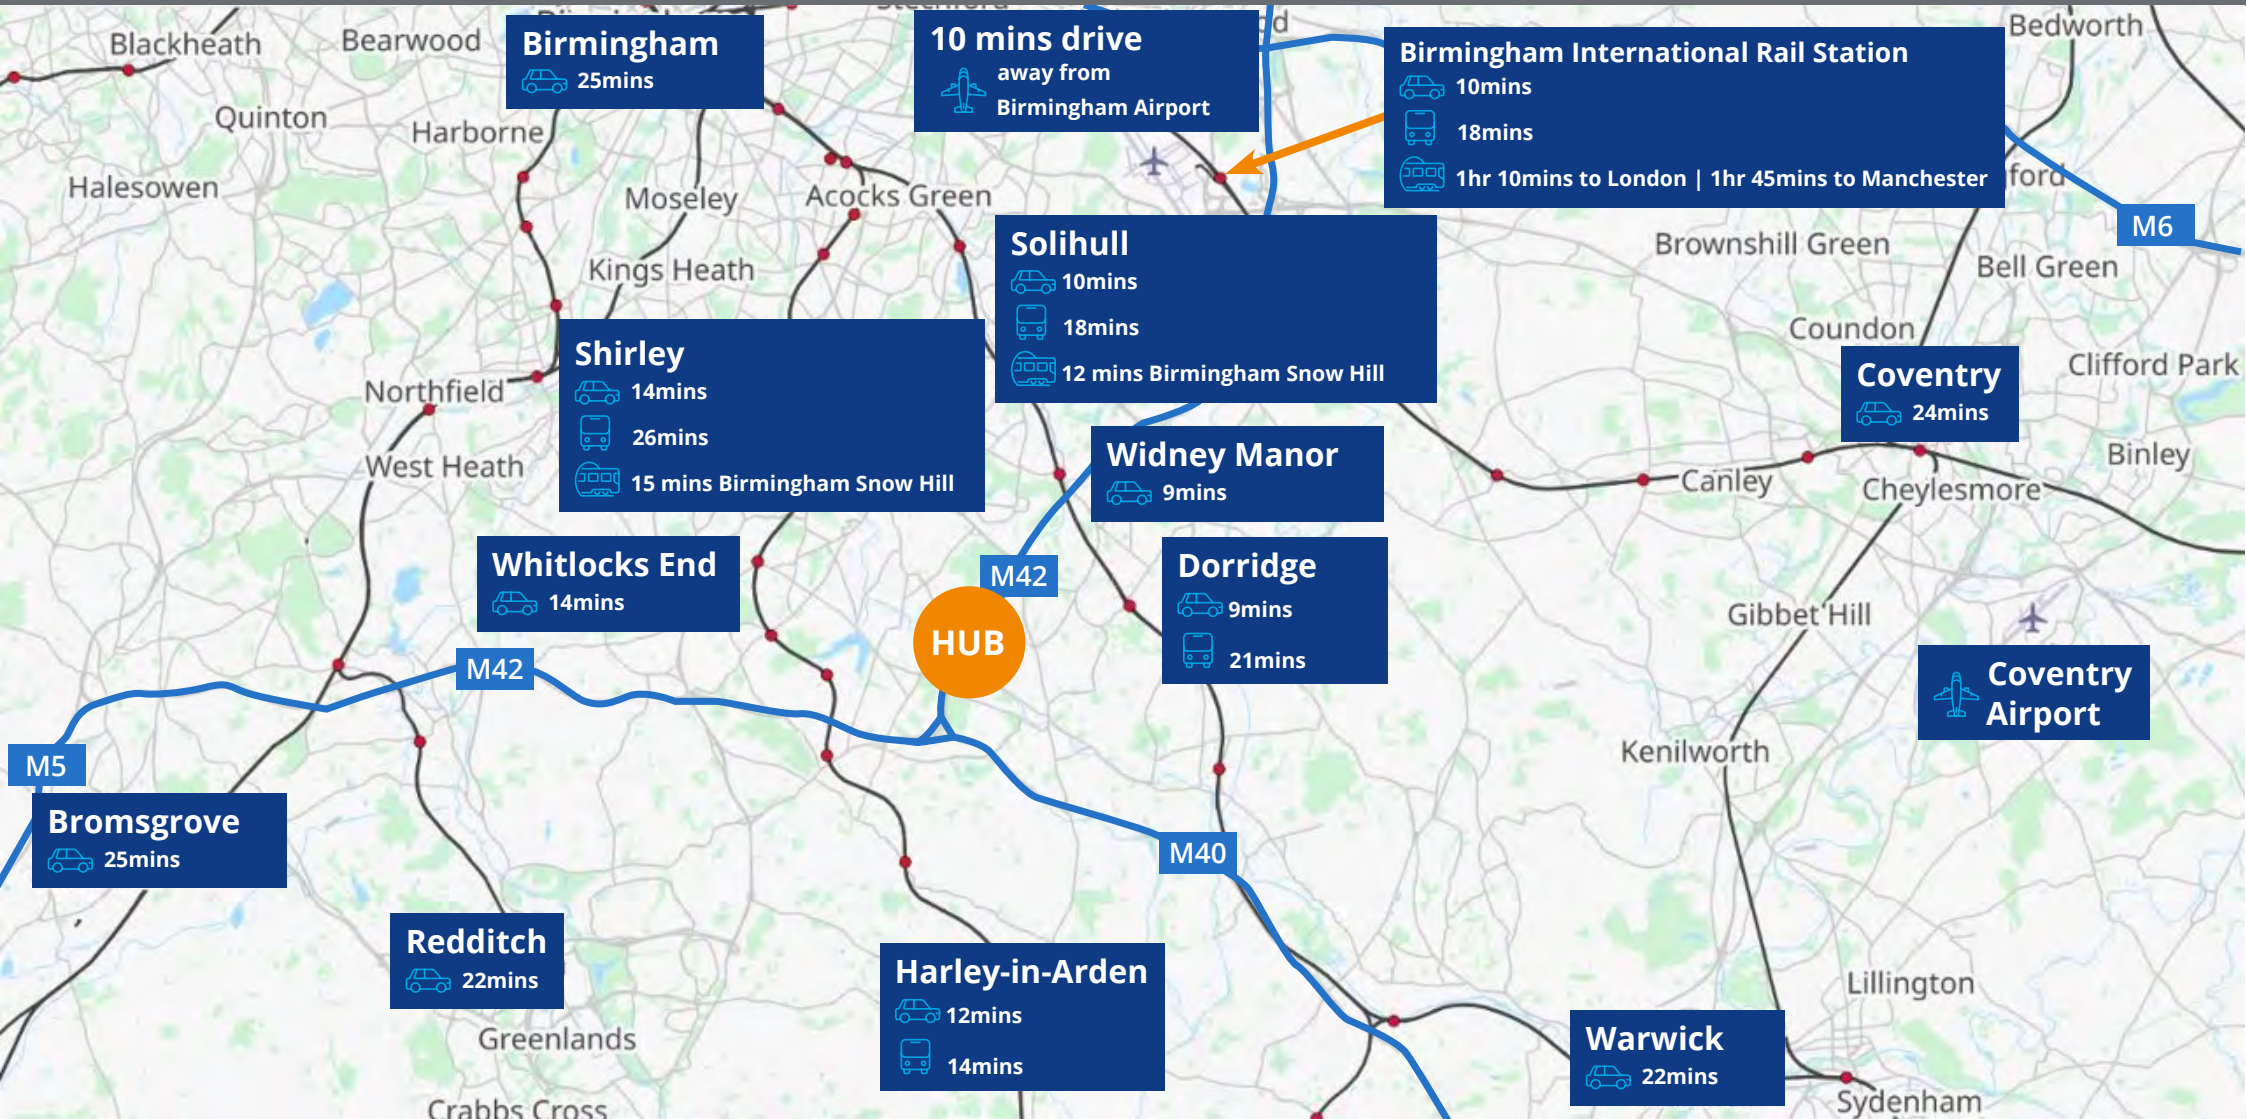 Blackheath
Bearwood
Birmingham
25mins
10 mins drive
away from
Birmingham Airport
Birmingham International Rail Station
10mins
18mins
1hr 10mins to London | 1hr 45mins to Manchester
Bedworth
Quinton
Harborne
Halesowen
Moseley
Acocks Green
M6
Brownshill Green
Bell Green
Kings Heath
Solihull
10mins
18mins
12 mins Birmingham Snow Hill
Coundon
Clifford Park
Coventry
24mins
Shirley
14mins
26mins
15 mins Birmingham Snow Hill
Northfield
West Heath
Widney Manor
9mins
Canley
Cheylesmore
Binley
Whitlocks End
14mins
M42
HUB
Dorridge
9mins
21mins
Gibbet Hill
Coventry
Airport
M42
M5
Kenilworth
Bromsgrove
25mins
M40
Redditch
22mins
Greenlands
Harley-in-Arden
12mins
14mins
Lillington
Warwick
22mins
Sydenham
Crabbs Cross